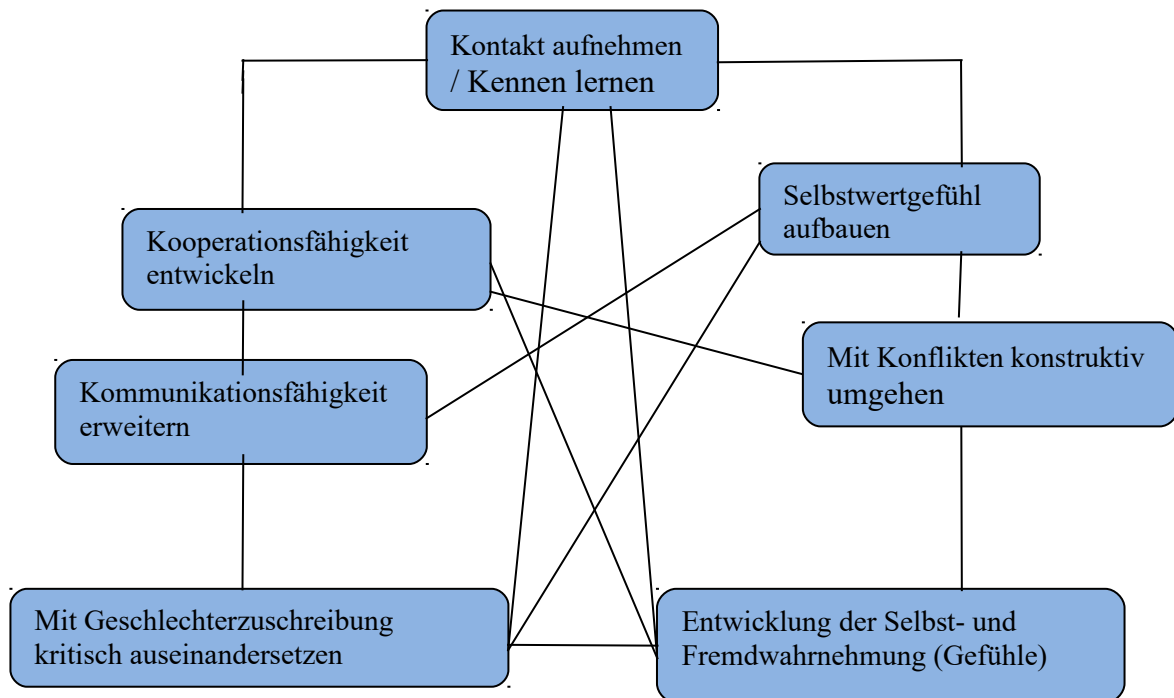 Kontakt aufnehmen
/ Kennen lernen
Selbstwertgefühl
aufbauen
Kooperationsfähigkeit
entwickeln
Mit Konflikten konstruktiv
umgehen
Kommunikationsfähigkeit
erweitern
Mit Geschlechterzuschreibung
kritisch auseinandersetzen
Entwicklung der Selbst- und
Fremdwahrnehmung (Gefühle)